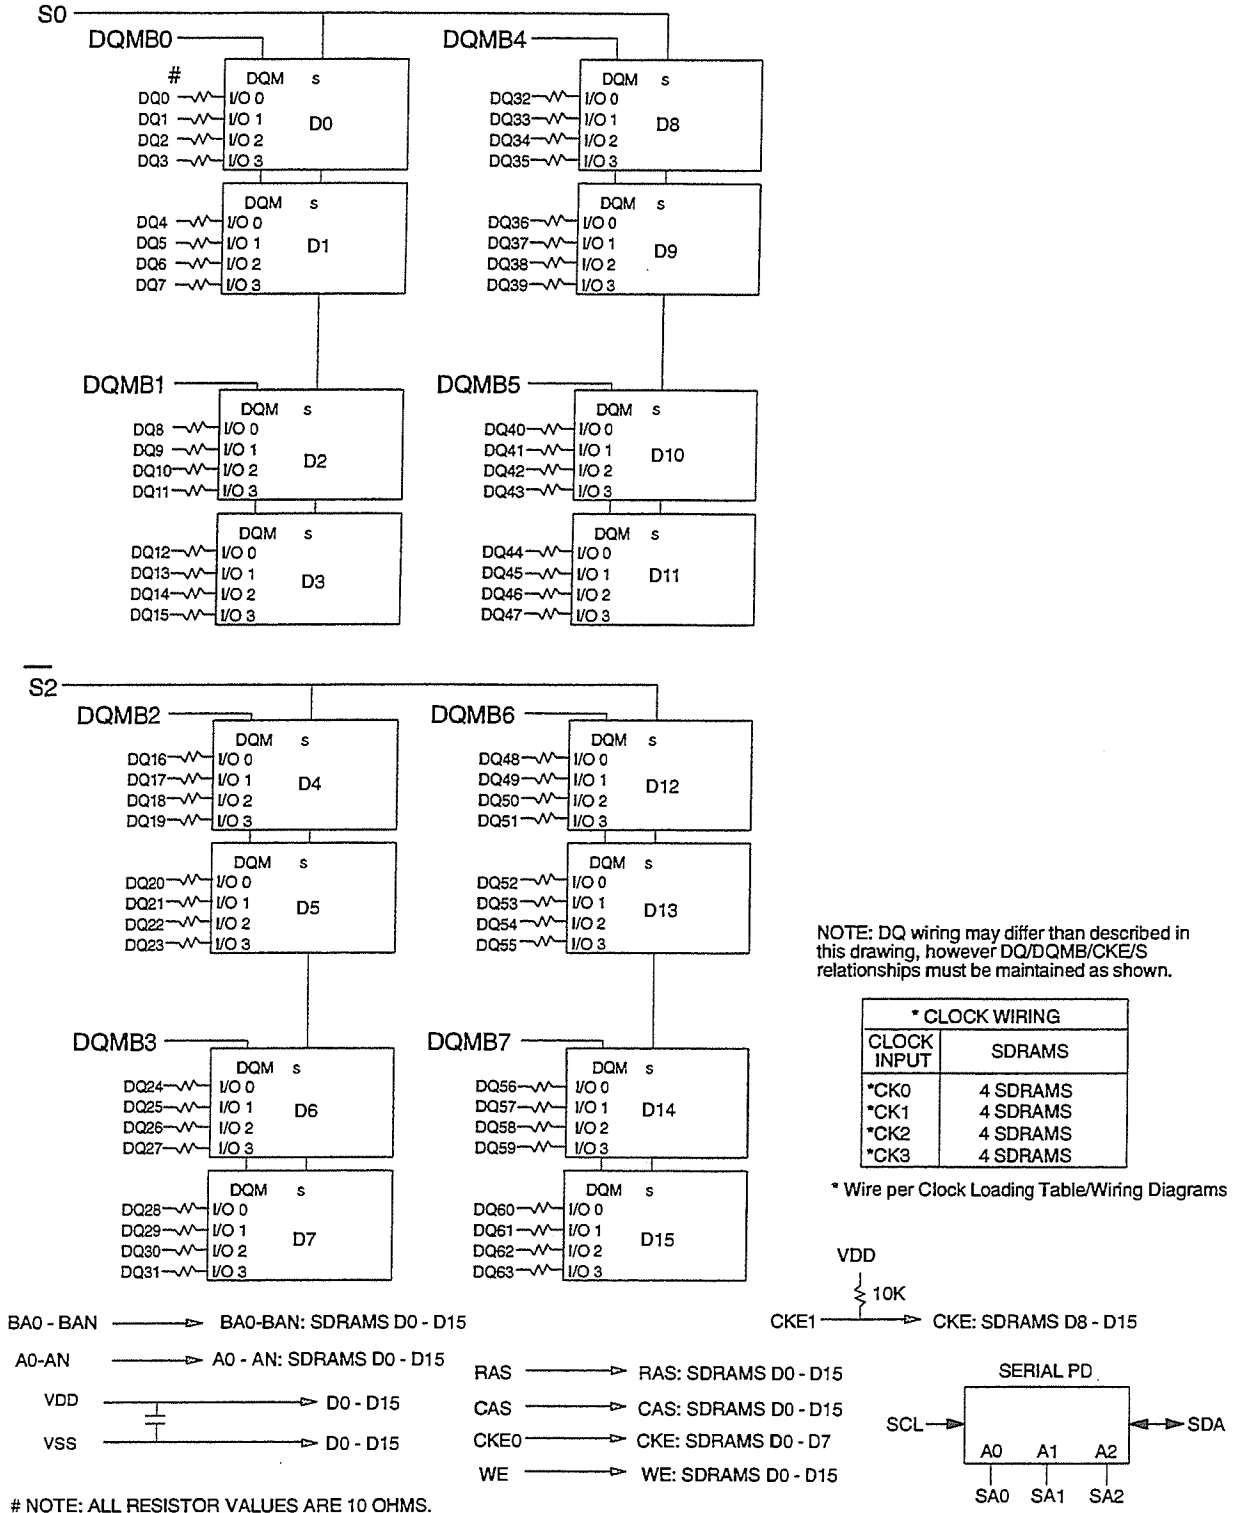 S0
DQMB0
DQMB4
#
DQM S
DQ0 I/O 0
DQ1 I/O 1
DQ2 I/O 2
DQ3 I/O 3
D0
DQM S
DQ32 I/O 0
DQ33 I/O 1
DQ34 I/O 2
DQ35 I/O 3
D8
DQM S
DQ4 I/O 0
DQ5 I/O 1
DQ6 I/O 2
DQ7 I/O 3
D1
DQM S
DQ36 I/O 0
DQ37 I/O 1
DQ38 I/O 2
DQ39 I/O 3
D9
DQMB1
DQMB5
DQM S
DQ8 I/O 0
DQ9 I/O 1
DQ10 I/O 2
DQ11 I/O 3
D2
DQM S
DQ40 I/O 0
DQ41 I/O 1
DQ42 I/O 2
DQ43 I/O 3
D10
DQM S
DQ12 I/O 0
DQ13 I/O 1
DQ14 I/O 2
DQ15 I/O 3
D3
DQM S
DQ44 I/O 0
DQ45 I/O 1
DQ46 I/O 2
DQ47 I/O 3
D11
S2
DQMB2
DQMB6
DQM S
DQ16 I/O 0
DQ17 I/O 1
DQ18 I/O 2
DQ19 I/O 3
D4
DQM S
DQ48 I/O 0
DQ49 I/O 1
DQ50 I/O 2
DQ51 I/O 3
D12
DQM S
DQ20 I/O 0
DQ21 I/O 1
DQ22 I/O 2
DQ23 I/O 3
D5
DQM S
DQ52 I/O 0
DQ53 I/O 1
DQ54 I/O 2
DQ55 I/O 3
D13
DQMB3
DQMB7
DQM S
DQ24 I/O 0
DQ25 I/O 1
DQ26 I/O 2
DQ27 I/O 3
D6
DQM S
DQ56 I/O 0
DQ57 I/O 1
DQ58 I/O 2
DQ59 I/O 3
D14
DQM S
DQ28 I/O 0
DQ29 I/O 1
DQ30 I/O 2
DQ31 I/O 3
D7
DQM S
DQ60 I/O 0
DQ61 I/O 1
DQ62 I/O 2
DQ63 I/O 3
D15
NOTE: DQ wiring may differ than described in
this drawing, however DQ/DQMB/CKE/S
relationships must be maintained as shown.
* CLOCK WIRING
CLOCK INPUT SDRAMS
*CK0 4 SDRAMS
*CK1 4 SDRAMS
*CK2 4 SDRAMS
*CK3 4 SDRAMS
* Wire per Clock Loading Table/Wiring Diagrams
VDD
10K
CKE1 CKE: SDRAMS D8 - D15
BA0 - BAN BA0-BAN: SDRAMS D0 - D15
A0-AN A0 - AN: SDRAMS D0 - D15
VDD D0 - D15
VSS D0 - D15
RAS RAS: SDRAMS D0 - D15
CAS CAS: SDRAMS D0 - D15
CKE0 CKE: SDRAMS D0 - D7
WE WE: SDRAMS D0 - D15
SERIAL PD
SCL SDA
A0 A1 A2
SA0 SA1 SA2
# NOTE: ALL RESISTOR VALUES ARE 10 OHMS.